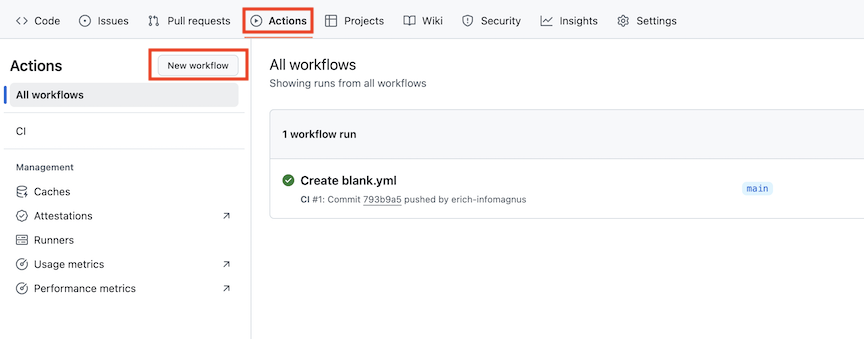 Code Issues Pull requests Actions Projects Wiki Security Insights Settings
Actions
New workflow
All workflows
CI
Management
Caches
Attestations
Runners
Usage metrics
Performance metrics
All workflows
Showing runs from all workflows
1 workflow run
Create blank.yml
main
CI #1: Commit 793b9a5 pushed by erich-infomagnus